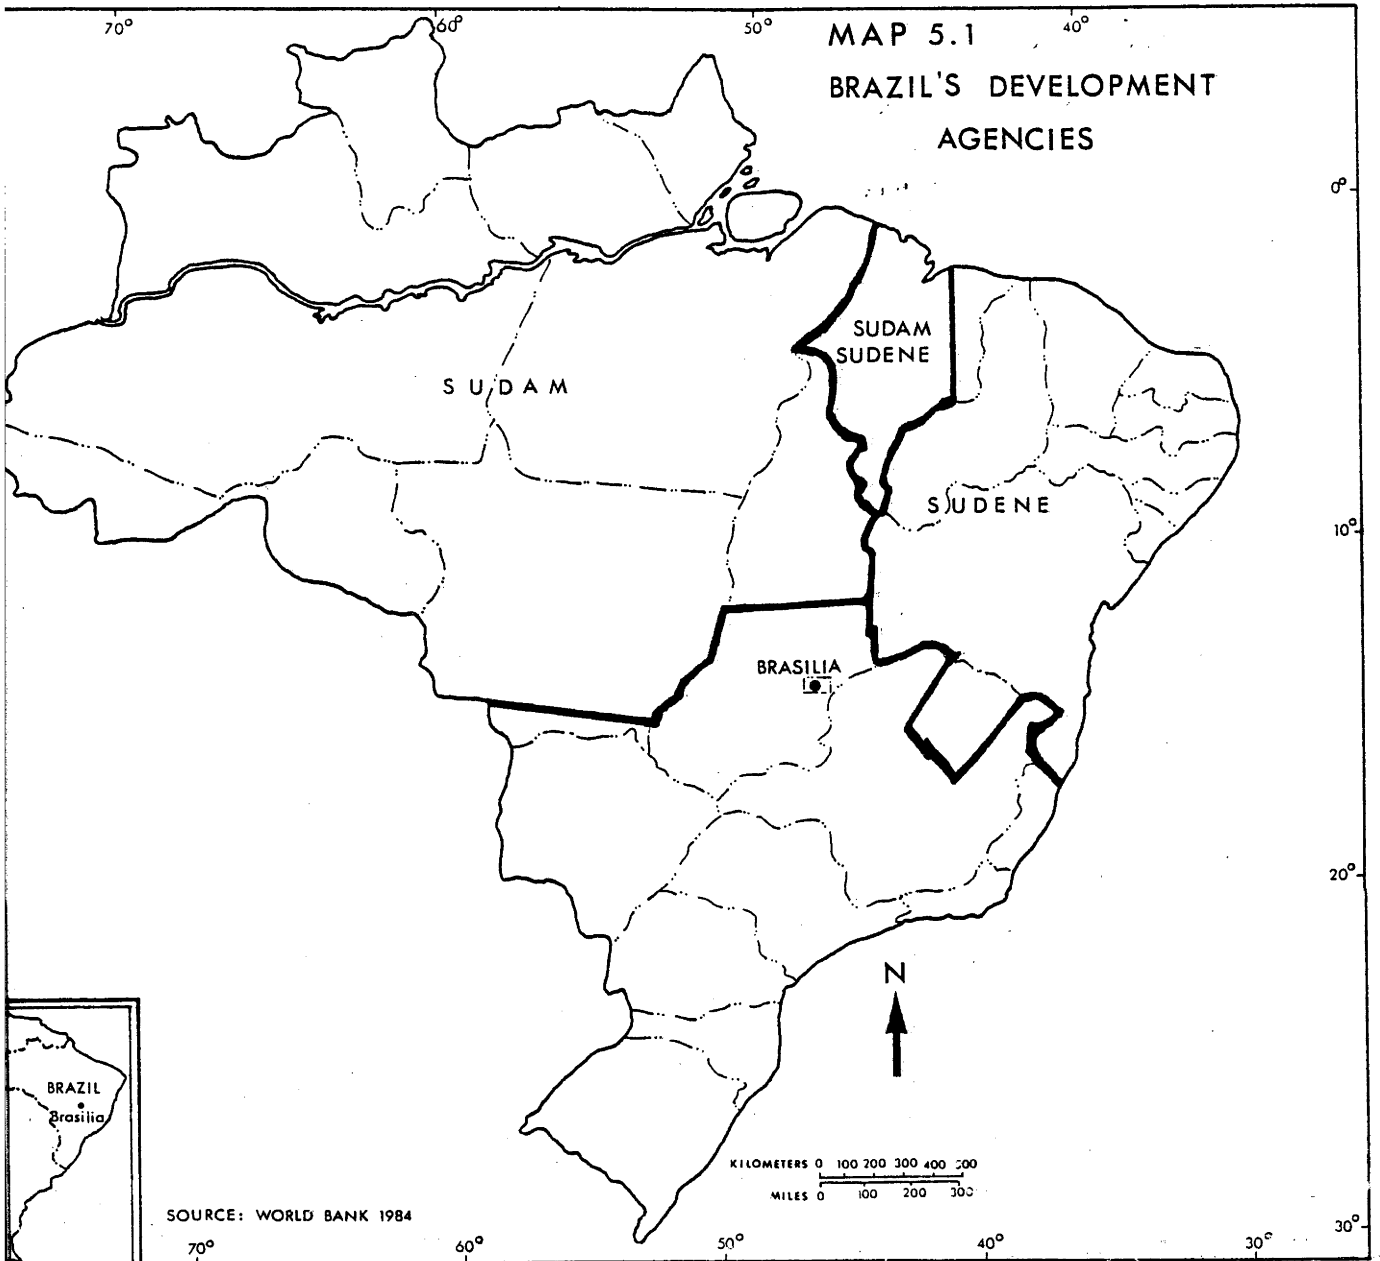 70° 60° 50° 40°
MAP 5.1
BRAZIL'S DEVELOPMENT
AGENCIES
0°
SUDAM
SUDENE
SUDAM
SUDENE
10°
BRASILIA
20°
N
BRAZIL
Brasilia
KILOMETERS 0 100 200 300 400 500
MILES 0 100 200 300
SOURCE: WORLD BANK 1984
30°
70° 60° 50° 40° 30°